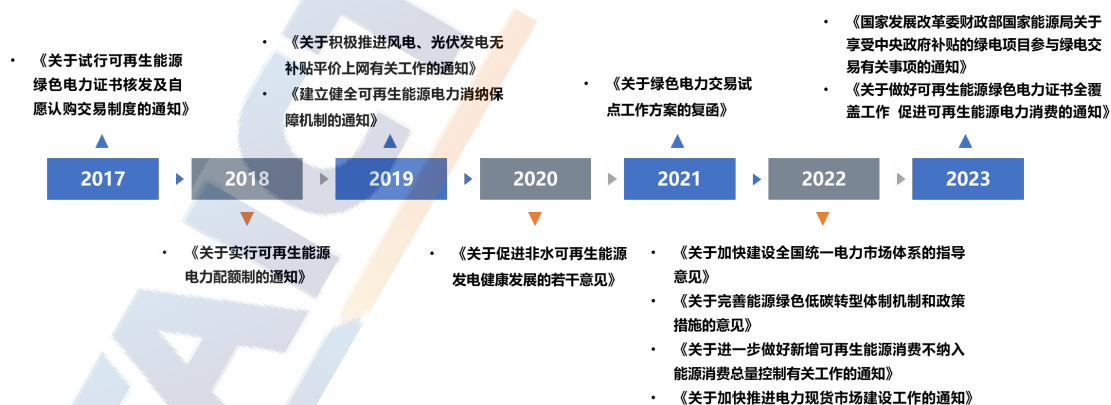 • 《关于试行可再生能源
绿色电力证书核发及自
愿认购交易制度的通知》
• 《关于积极推进风电、光伏发电无
补贴平价上网有关工作的通知》
• 《建立健全可再生能源电力消纳保
障机制的通知》
• 《关于绿色电力交易试
点工作方案的复函》
• 《国家发展改革委财政部国家能源局关于
享受中央政府补贴的绿电项目参与绿电交
易有关事项的通知》
• 《关于做好可再生能源绿色电力证书全覆
盖工作 促进可再生能源电力消费的通知》
2017
2018
2019
2020
2021
2022
2023
• 《关于实行可再生能源
电力配额制的通知》
• 《关于促进非水可再生能源
发电健康发展的若干意见》
• 《关于加快建设全国统一电力市场体系的指导
意见》
• 《关于完善能源绿色低碳转型体制机制和政策
措施的意见》
• 《关于进一步做好新增可再生能源消费不纳入
能源消费总量控制有关工作的通知》
• 《关于加快推进电力现货市场建设工作的通知》